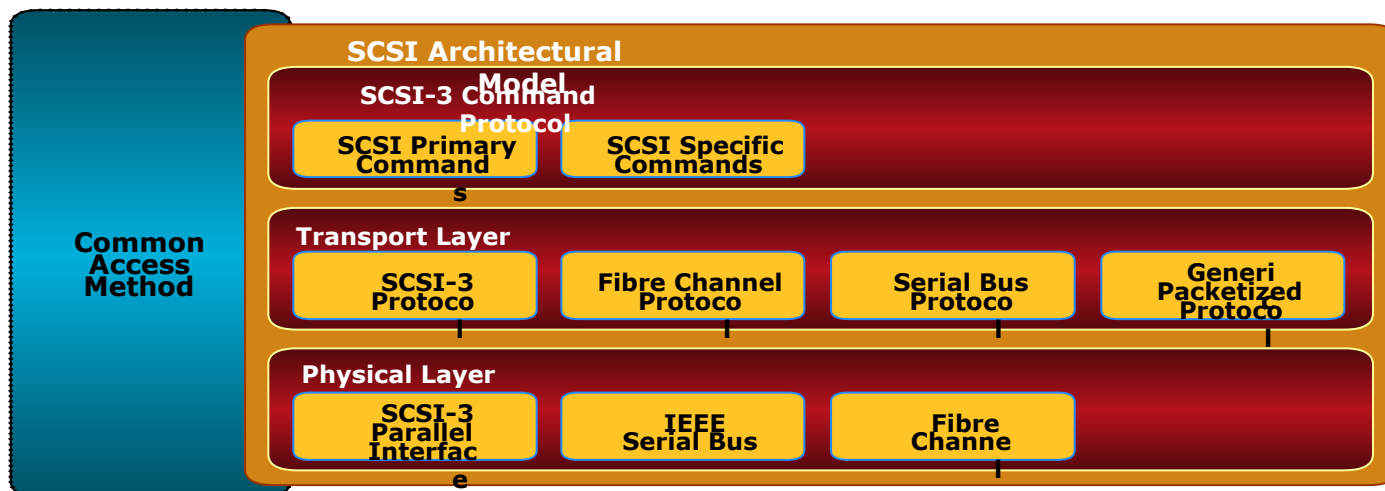 SCSI Architectural
Model
SCSI-3 Command
Protocol
SCSI Primary
Command
s
SCSI Specific
Commands
Common
Access
Method
Transport Layer
SCSI-3
Protoco
l
Fibre Channel
Protoco
l
Serial Bus
Protoco
l
Generi
c
Packetized
Protoco
l
Physical Layer
SCSI-3
Parallel
Interfac
e
IEEE
Serial Bus
Fibre
Channe
l